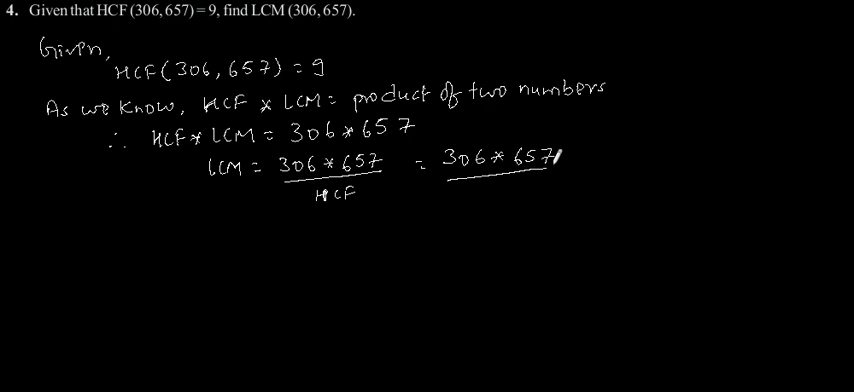 4. Given that HCF (306, 657) = 9, find LCM (306, 657).
Given,
HCF(306, 657) = 9
As we know, HCF × LCM = product of two numbers
∴ HCF * LCM = 306 * 657
LCM = 306 * 657 / HCF = 306 * 657